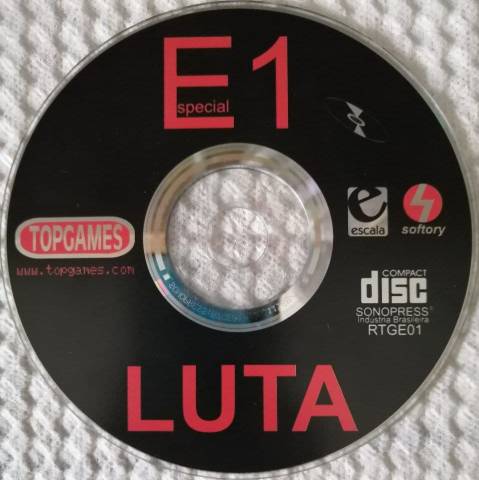 E1
special
TOPGAMES
www.topgames.com
e
escala
softory
COMPACT
disc
SONOPRESS®
Indústria Brasileira
RTGE01
LUTA